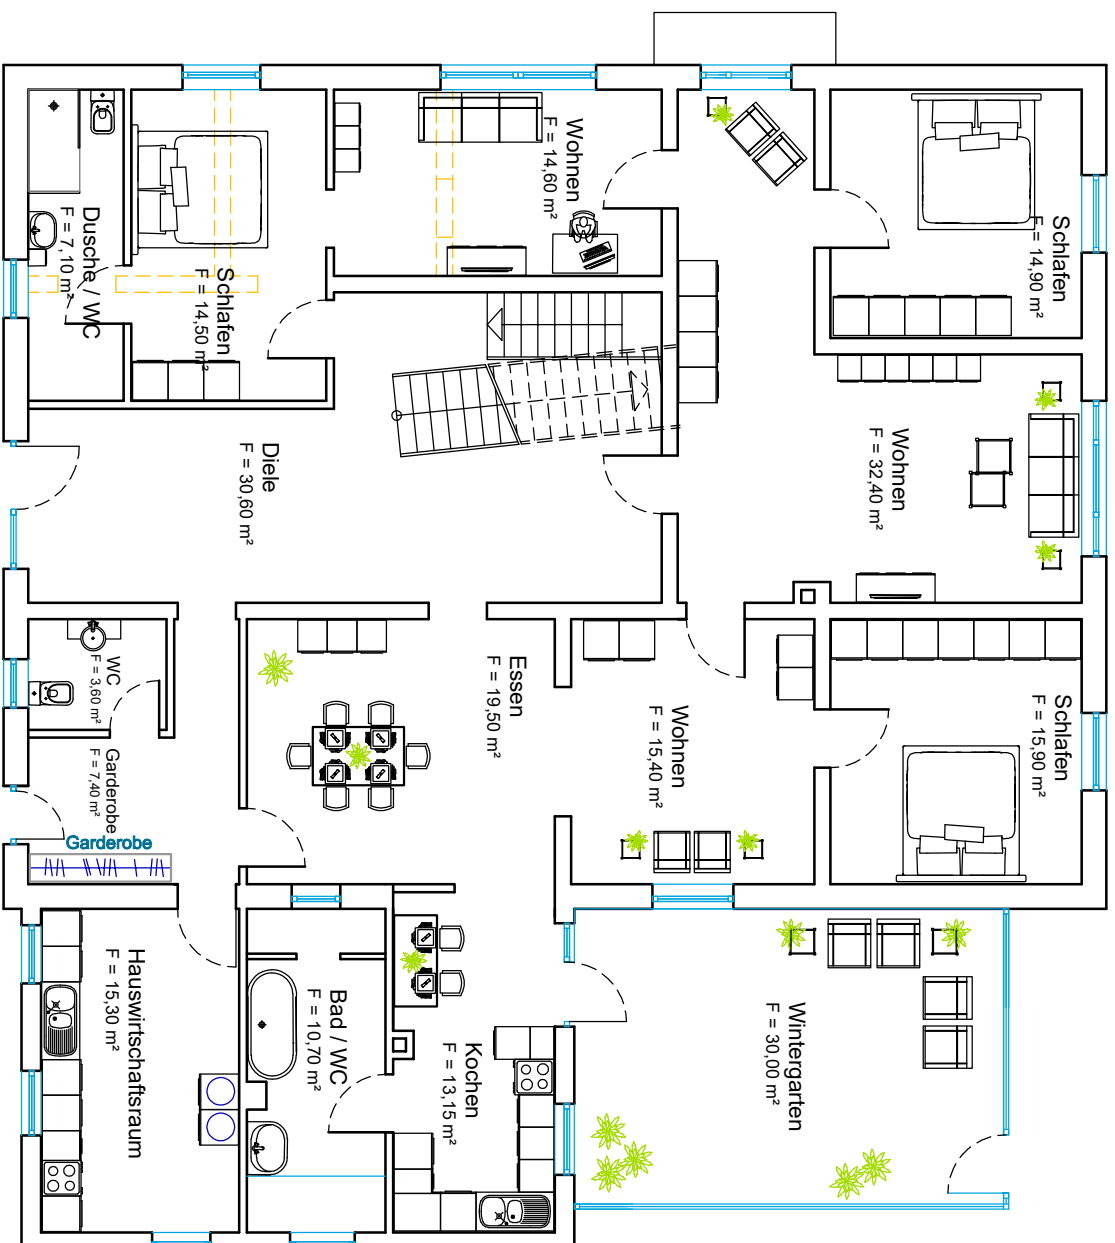 Dusche / WC
F = 7,10 m²
Schlafen
F = 14,50 m²
Wohnen
F = 14,60 m²
Schlafen
F = 14,90 m²
Wohnen
F = 32,40 m²
Diele
F = 30,60 m²
WC
F = 3,60 m²
Garderobe
F = 7,40 m²
Garderobe
Essen
F = 19,50 m²
Wohnen
F = 15,40 m²
Schlafen
F = 15,90 m²
Hauswirtschaftsraum
F = 15,30 m²
Bad / WC
F = 10,70 m²
Kochen
F = 13,15 m²
Wintergarten
F = 30,00 m²